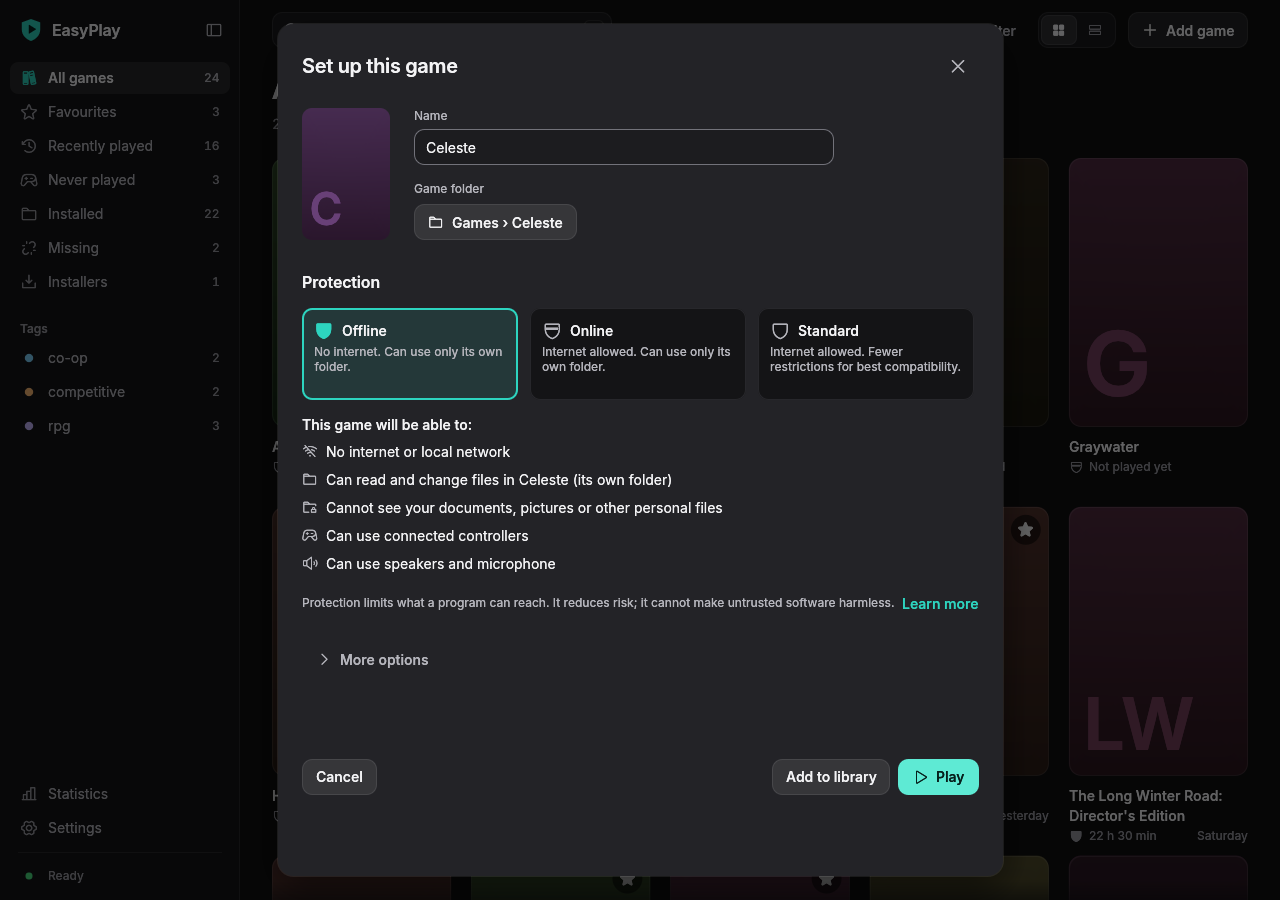 EasyPlay
All games 24
Favourites 3
Recently played 16
Never played 3
Installed 22
Missing 2
Installers 1
Tags
co-op 2
competitive 2
rpg 3
Statistics
Settings
Ready
Add game
Set up this game
C
Name
Celeste
Game folder
Games › Celeste
Protection
Offline
No internet. Can use only its own
folder.
Online
Internet allowed. Can use only its
own folder.
Standard
Internet allowed. Fewer
restrictions for best compatibility.
This game will be able to:
No internet or local network
Can read and change files in Celeste (its own folder)
Cannot see your documents, pictures or other personal files
Can use connected controllers
Can use speakers and microphone
Protection limits what a program can reach. It reduces risk; it cannot make untrusted software harmless. Learn more
More options
Cancel
Add to library
Play
G
Graywater
Not played yet
LW
The Long Winter Road:
Director's Edition
22 h 30 min Saturday